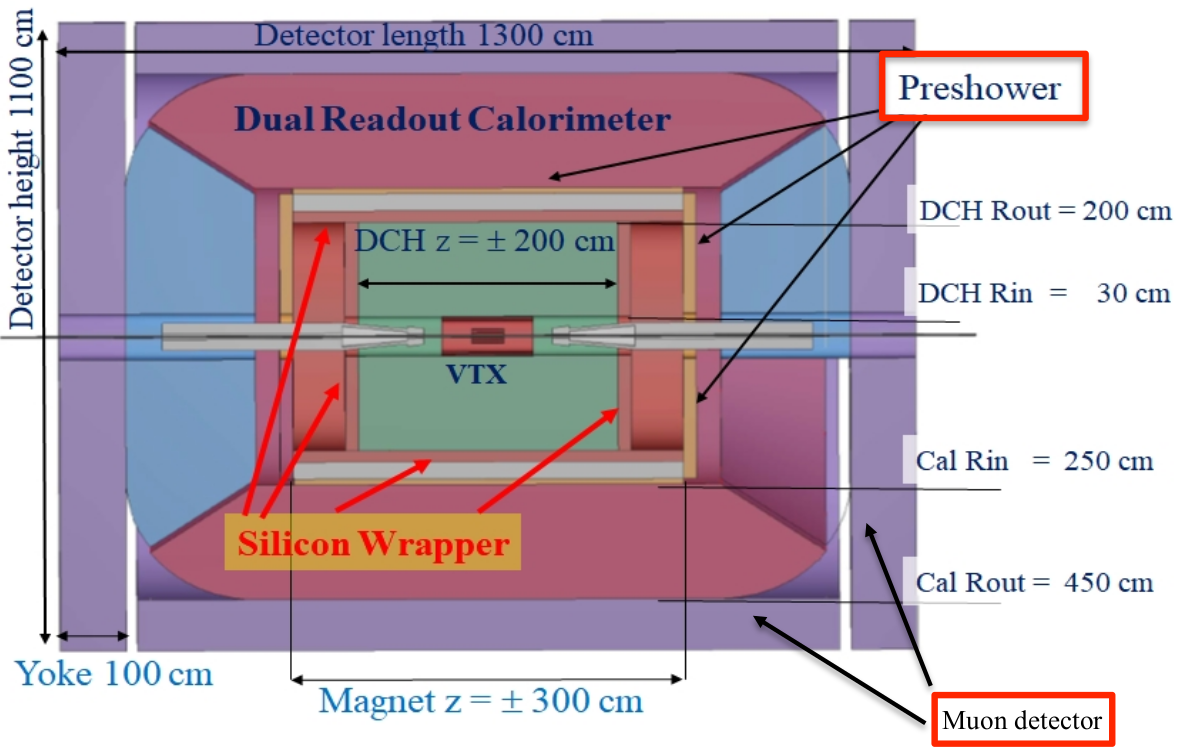 Detector length 1300 cm
Detector height 1100 cm
Preshower
Dual Readout Calorimeter
DCH Rout = 200 cm
DCH z = ± 200 cm
DCH Rin = 30 cm
VTX
Cal Rin = 250 cm
Silicon Wrapper
Cal Rout = 450 cm
Yoke 100 cm
Magnet z = ± 300 cm
Muon detector